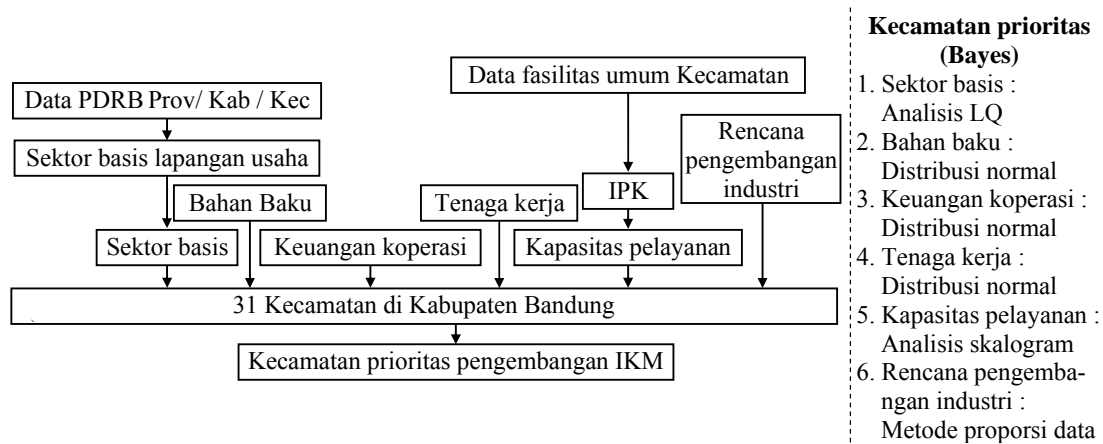 Data PDRB Prov/ Kab / Kec
Sektor basis lapangan usaha
Bahan Baku
Sektor basis
Keuangan koperasi
Tenaga kerja
Data fasilitas umum Kecamatan
IPK
Kapasitas pelayanan
Rencana
pengembangan
industri
31 Kecamatan di Kabupaten Bandung
Kecamatan prioritas pengembangan IKM
Kecamatan prioritas
(Bayes)
1. Sektor basis :
Analisis LQ
2. Bahan baku :
Distribusi normal
3. Keuangan koperasi :
Distribusi normal
4. Tenaga kerja :
Distribusi normal
5. Kapasitas pelayanan :
Analisis skalogram
6. Rencana pengemba-
ngan industri :
Metode proporsi data